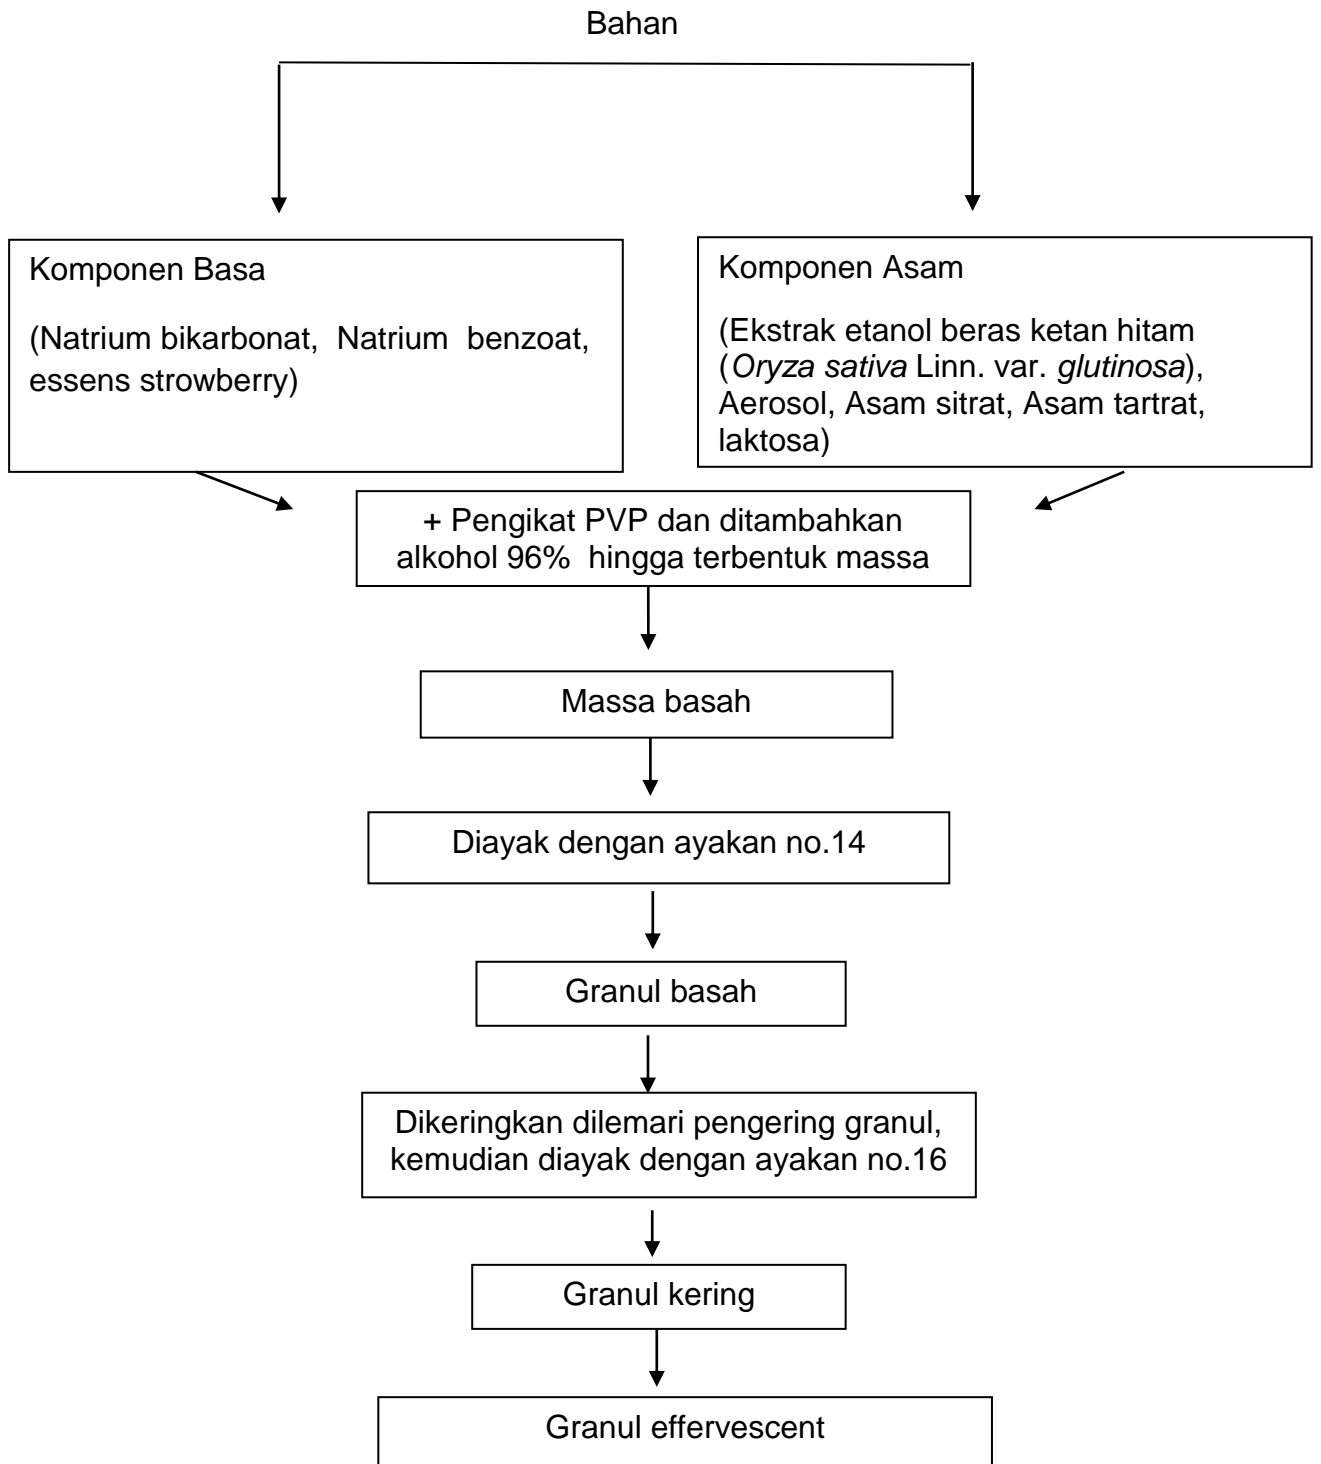 Bahan
Komponen Basa
(Natrium bikarbonat, Natrium benzoat,
essens strowberry)
Komponen Asam
(Ekstrak etanol beras ketan hitam
(Oryza sativa Linn. var. glutinosa),
Aerosol, Asam sitrat, Asam tartrat,
laktosa)
+ Pengikat PVP dan ditambahkan
alkohol 96% hingga terbentuk massa
Massa basah
Diayak dengan ayakan no.14
Granul basah
Dikeringkan dilemari pengering granul,
kemudian diayak dengan ayakan no.16
Granul kering
Granul effervescent